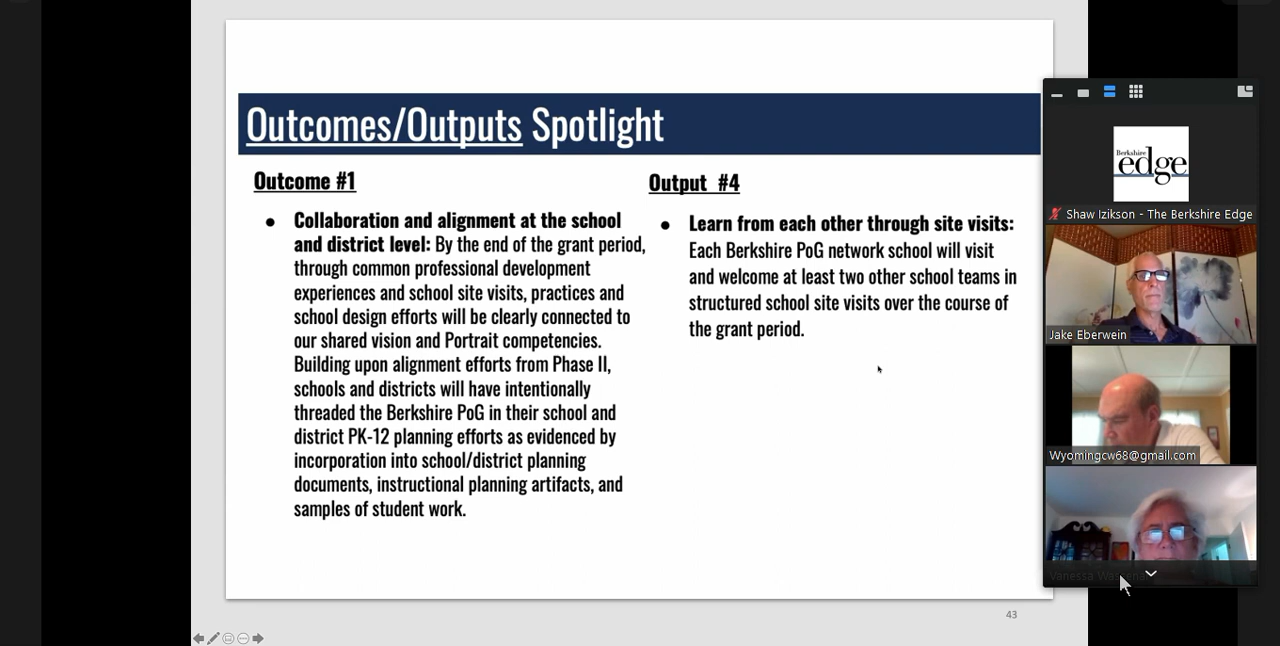 Outcomes/Outputs Spotlight
Outcome #1
● Collaboration and alignment at the school
and district level: By the end of the grant period,
through common professional development
experiences and school site visits, practices and
school design efforts will be clearly connected to
our shared vision and Portrait competencies.
Building upon alignment efforts from Phase II,
schools and districts will have intentionally
threaded the Berkshire PoG in their school and
district PK-12 planning efforts as evidenced by
incorporation into school/district planning
documents, instructional planning artifacts, and
samples of student work.
Output #4
● Learn from each other through site visits:
Each Berkshire PoG network school will visit
and welcome at least two other school teams in
structured school site visits over the course of
the grant period.
43
Berkshire
edge
Shaw Izikson - The Berkshire Edge
Jake Eberwein
Wyomingcw68@gmail.com
Vanessa